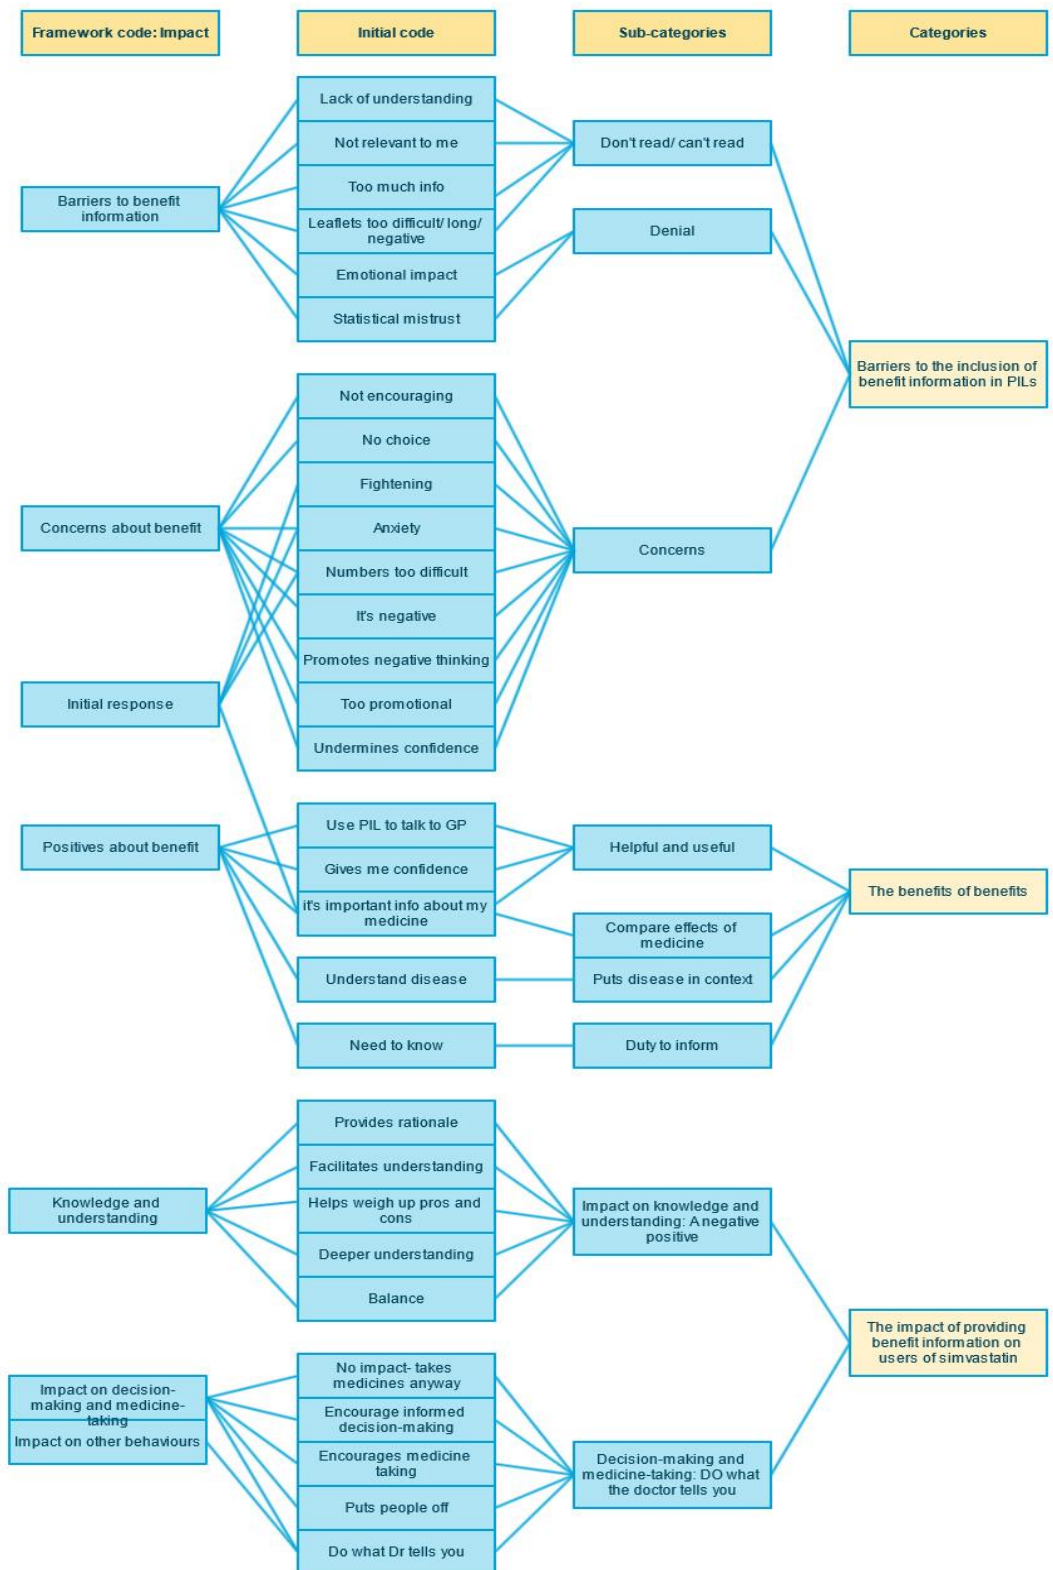 Framework code: Impact
Initial code
Sub-categories
Categories
Barriers to benefit
information
Lack of understanding
Not relevant to me
Too much info
Leaflets too difficult/ long/
negative
Emotional impact
Statistical mistrust
Don't read/ can't read
Denial
Barriers to the inclusion of
benefit information in PILs
Concerns about benefit
Initial response
Not encouraging
No choice
Fightening
Anxiety
Numbers too difficult
It's negative
Promotes negative thinking
Too promotional
Undermines confidence
Concerns
Positives about benefit
Use PIL to talk to GP
Gives me confidence
it's important info about my
medicine
Understand disease
Need to know
Helpful and useful
Compare effects of
medicine
Puts disease in context
Duty to inform
The benefits of benefits
Knowledge and
understanding
Provides rationale
Facilitates understanding
Helps weigh up pros and
cons
Deeper understanding
Balance
Impact on knowledge and
understanding: A negative
positive
The impact of providing
benefit information on
users of simvastatin
Impact on decision-
making and medicine-
taking
Impact on other behaviours
No impact- takes
medicines anyway
Encourage informed
decision-making
Encourages medicine
taking
Puts people off
Do what Dr tells you
Decision-making and
medicine-taking: DO what
the doctor tells you